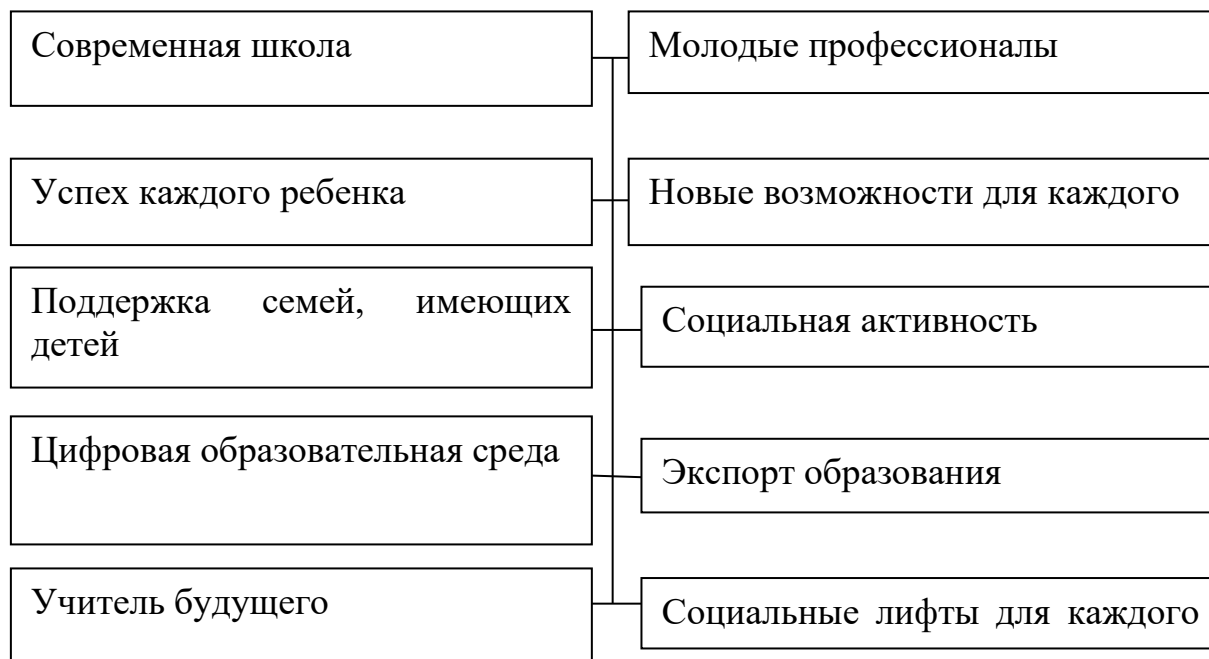 Современная школа
Молодые профессионалы
Успех каждого ребенка
Новые возможности для каждого
Поддержка семей, имеющих
детей
Социальная активность
Цифровая образовательная среда
Экспорт образования
Учитель будущего
Социальные лифты для каждого